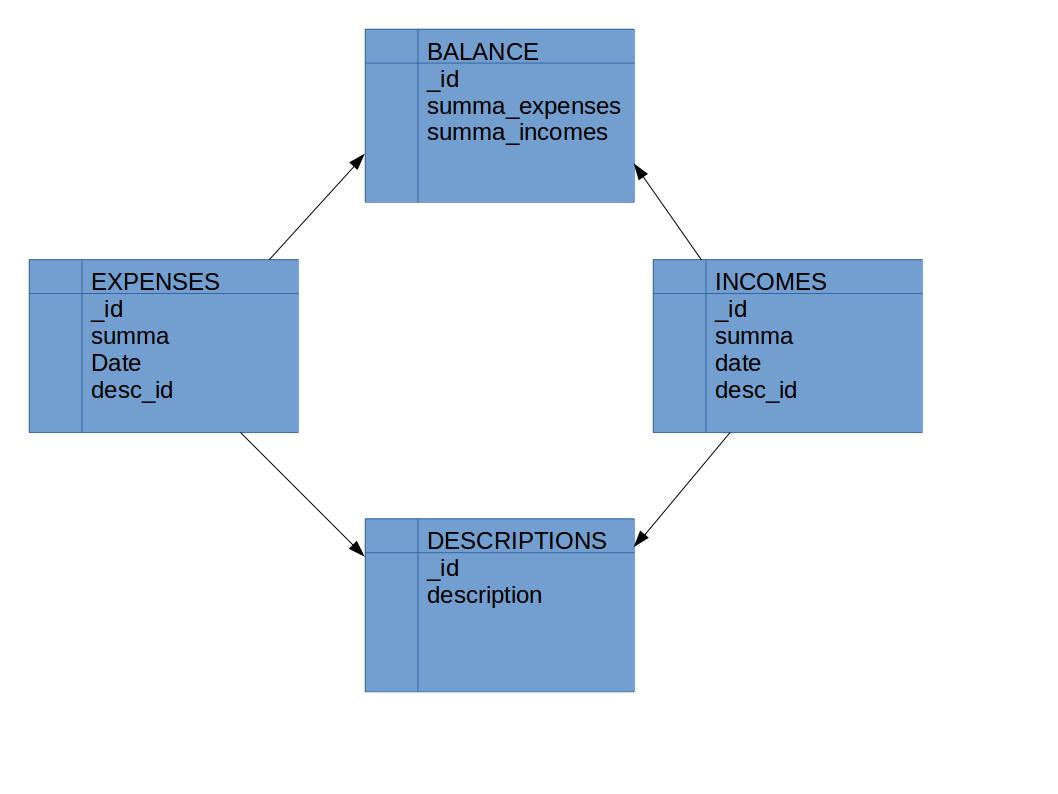 BALANCE
_id
summa_expenses
summa_incomes
EXPENSES
_id
summa
Date
desc_id
INCOMES
_id
summa
date
desc_id
DESCRIPTIONS
_id
description